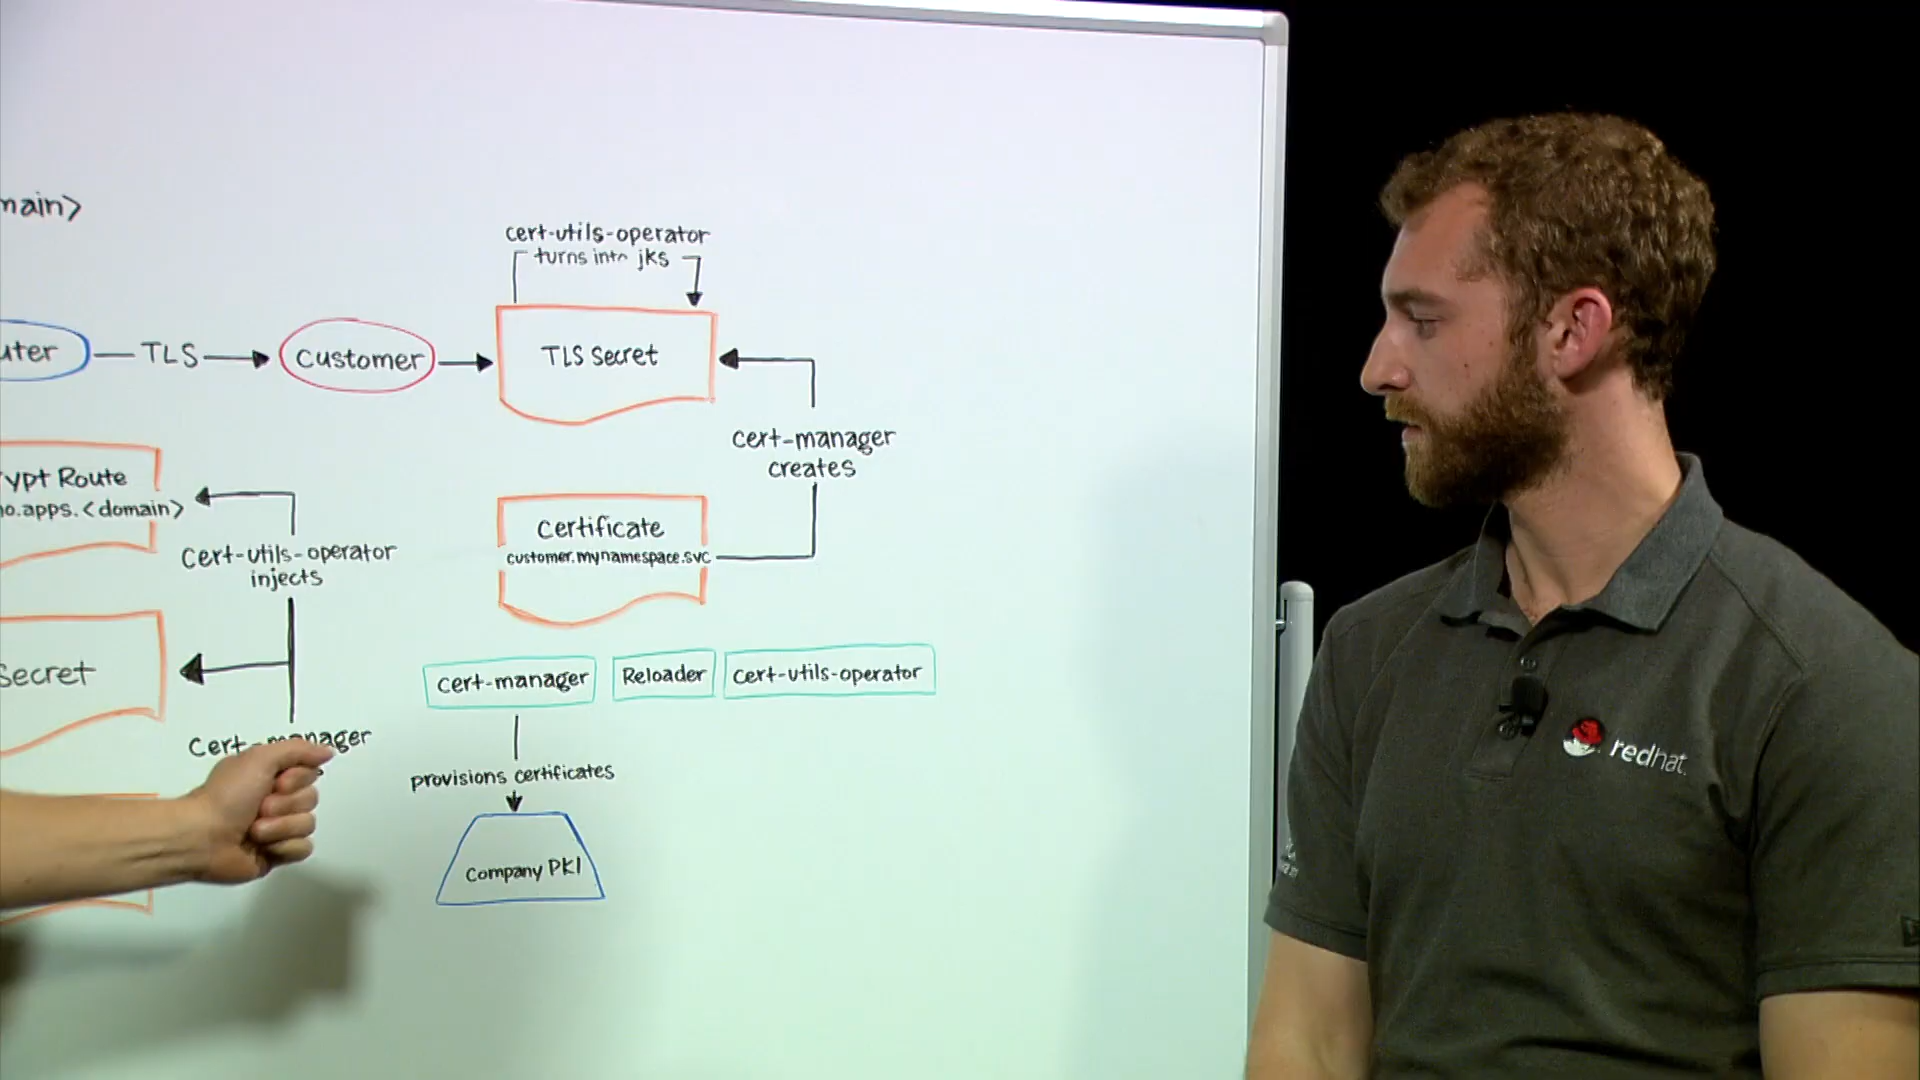 main>
cert-utils-operator
turns into jks
uter
TLS
Customer
TLS Secret
cert-manager
creates
ypt Route
o.apps.<domain>
cert-utils-operator
injects
Certificate
customer.mynamespace.svc
Secret
cert-manager
cert-manager
Reloader
cert-utils-operator
provisions certificates
Company PKI
redhat.